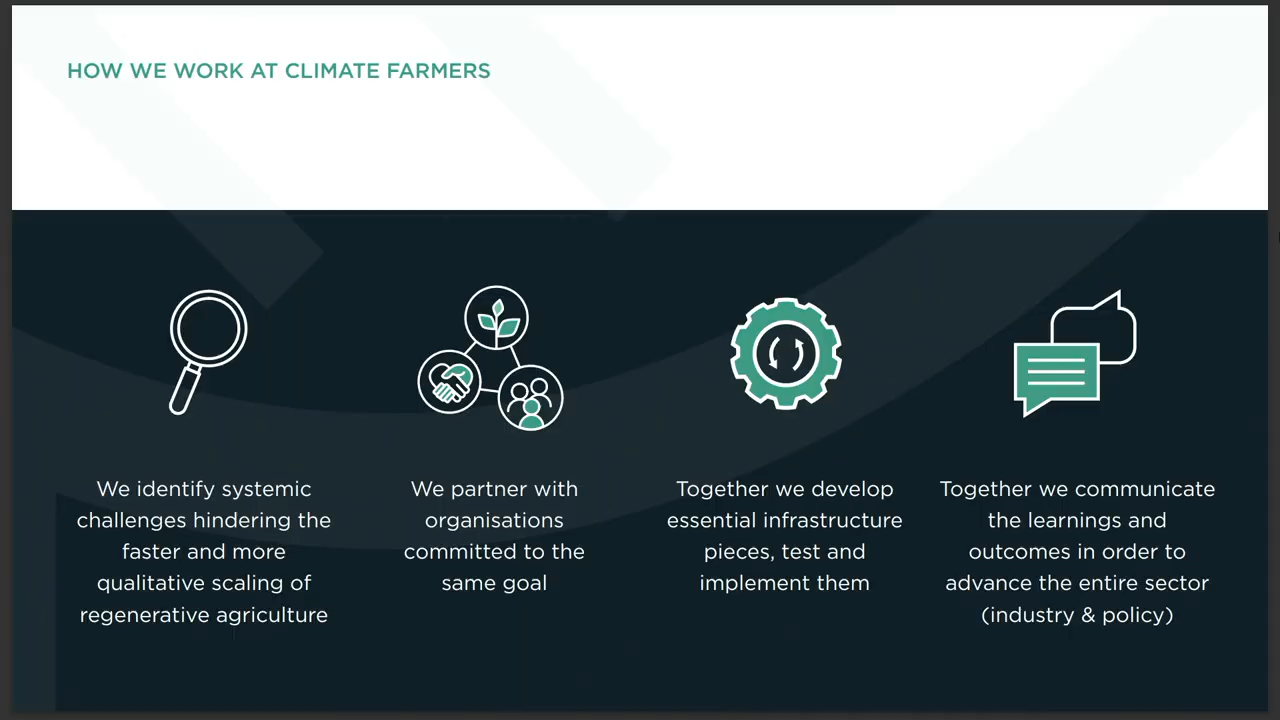 HOW WE WORK AT CLIMATE FARMERS
We identify systemic
challenges hindering the
faster and more
qualitative scaling of
regenerative agriculture
We partner with
organisations
committed to the
same goal
Together we develop
essential infrastructure
pieces, test and
implement them
Together we communicate
the learnings and
outcomes in order to
advance the entire sector
(industry & policy)